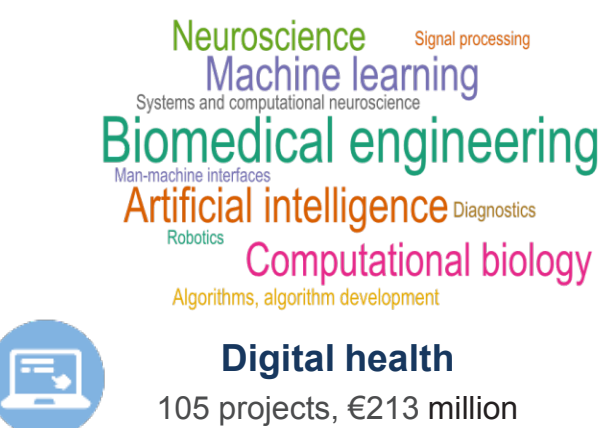 Neuroscience
Signal processing
Machine learning
Systems and computational neuroscience
Biomedical engineering
Man-machine interfaces
Artificial intelligence
Diagnostics
Robotics
Computational biology
Algorithms, algorithm development
Digital health
105 projects, €213 million